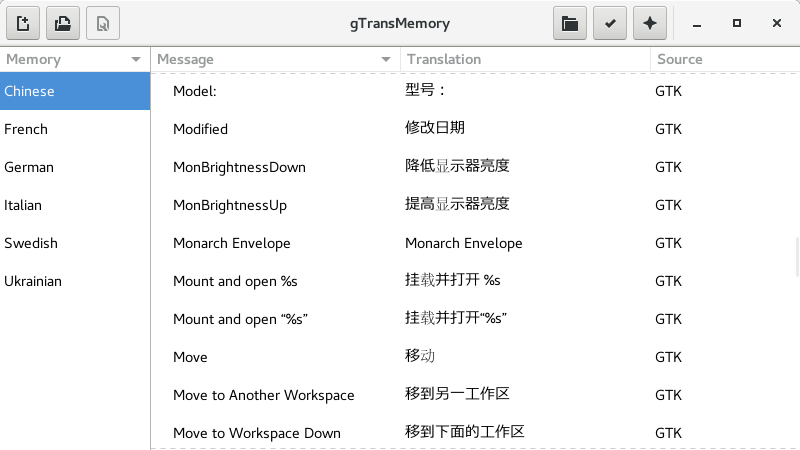 gTransMemory
Memory Message Translation Source
Chinese Model: 型号： GTK
French Modified 修改日期 GTK
German MonBrightnessDown 降低显示器亮度 GTK
Italian MonBrightnessUp 提高显示器亮度 GTK
Swedish Monarch Envelope Monarch Envelope GTK
Ukrainian Mount and open %s 挂载并打开 %s GTK
Mount and open “%s” 挂载并打开“%s” GTK
Move 移动 GTK
Move to Another Workspace 移到另一工作区 GTK
Move to Workspace Down 移到下面的工作区 GTK